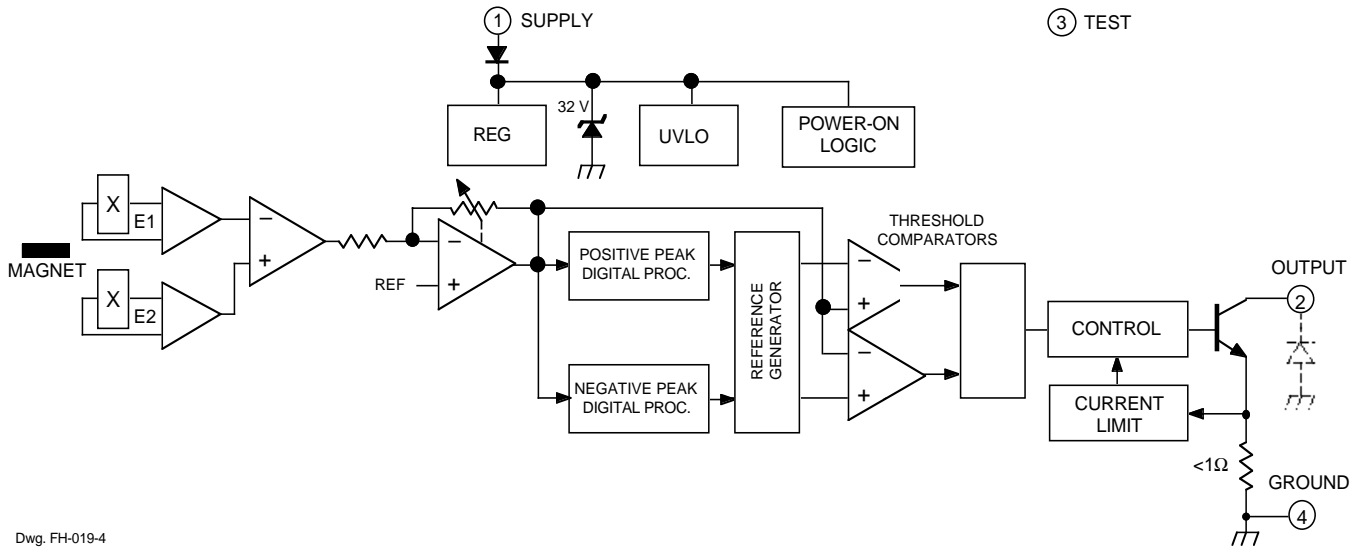 1 SUPPLY
3 TEST
REG
32 V
UVLO
POWER-ON
LOGIC
X
E1
MAGNET
X
E2
−
+
REF
−
+
POSITIVE PEAK
DIGITAL PROC.
NEGATIVE PEAK
DIGITAL PROC.
REFERENCE
GENERATOR
THRESHOLD
COMPARATORS
−
+
−
+
CONTROL
CURRENT
LIMIT
OUTPUT
2
<1Ω
GROUND
4
Dwg. FH-019-4